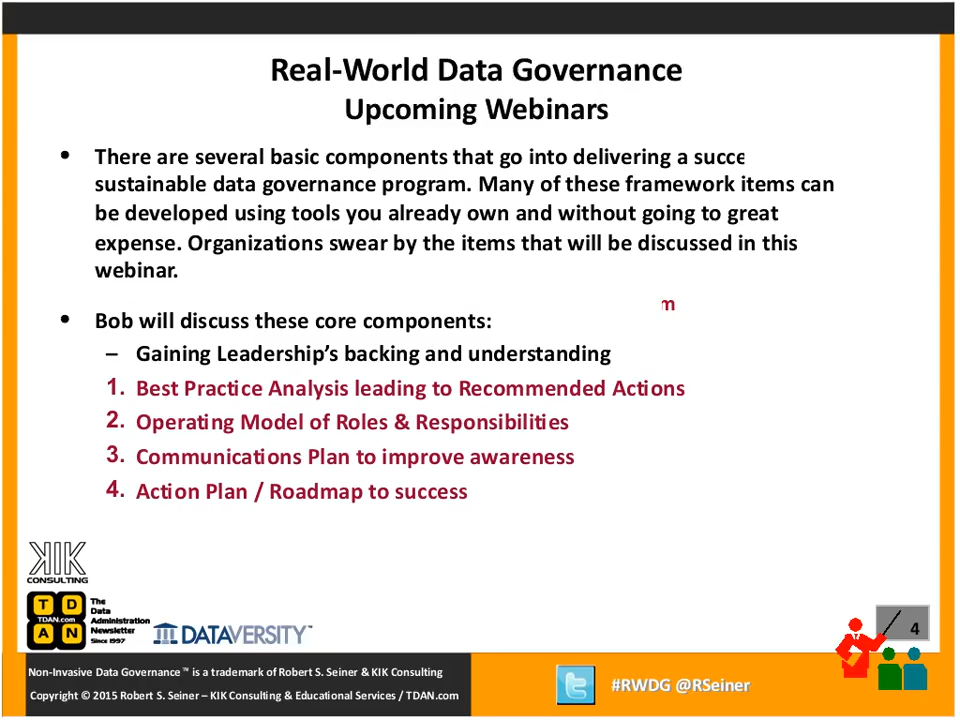 Real-World Data Governance
Upcoming Webinars
• There are several basic components that go into delivering a succe
sustainable data governance program. Many of these framework items can
be developed using tools you already own and without going to great
expense. Organizations swear by the items that will be discussed in this
webinar.
m
• Bob will discuss these core components:
– Gaining Leadership’s backing and understanding
1. Best Practice Analysis leading to Recommended Actions
2. Operating Model of Roles & Responsibilities
3. Communications Plan to improve awareness
4. Action Plan / Roadmap to success
KIK
CONSULTING
T D
TDAN.com
A N
The
Data
Administration
Newsletter
Since 1997
DATAVERSITY™
4
Non-Invasive Data Governance™ is a trademark of Robert S. Seiner & KIK Consulting
Copyright © 2015 Robert S. Seiner – KIK Consulting & Educational Services / TDAN.com
#RWDG @RSeiner